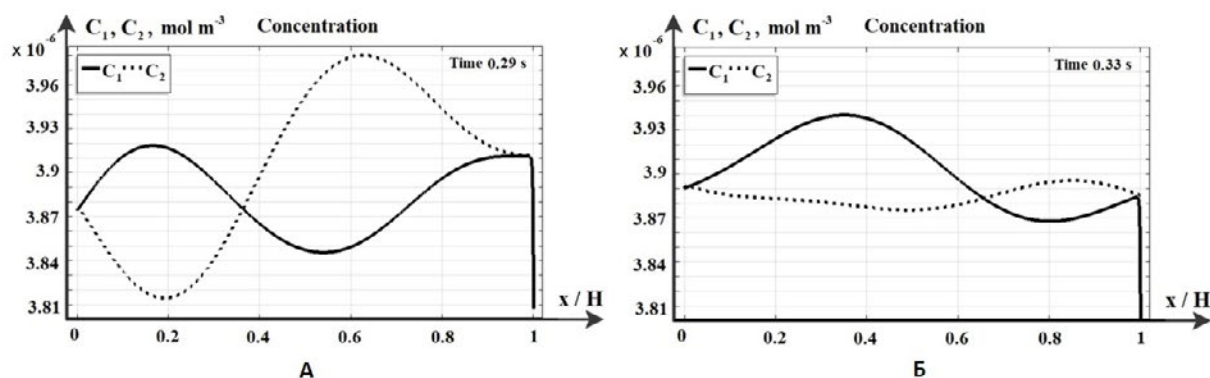 C₁, C₂, mol m⁻³ Concentration
x 10⁻⁶
C₁ C₂
Time 0.29 s
3.96
3.93
3.9
3.87
3.84
3.81
x / H
0 0.2 0.4 0.6 0.8 1
А
C₁, C₂, mol m⁻³ Concentration
x 10⁻⁶
C₁ C₂
Time 0.33 s
3.96
3.93
3.9
3.87
3.84
3.81
x / H
0 0.2 0.4 0.6 0.8 1
Б